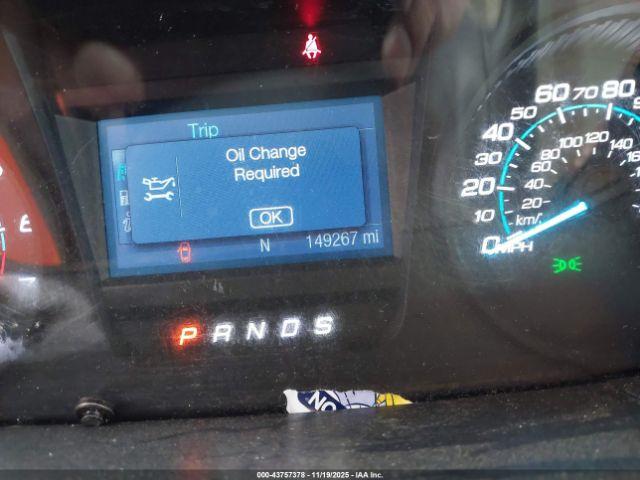 Trip
Oil Change
Required
OK
N 149267 mi
P R N D S
E
0 10 20 30 40 50 60 70 80
20 40 60 80 100 120 140
km/h
MPH
NO
000-43757378 - 11/19/2025 - IAA Inc.